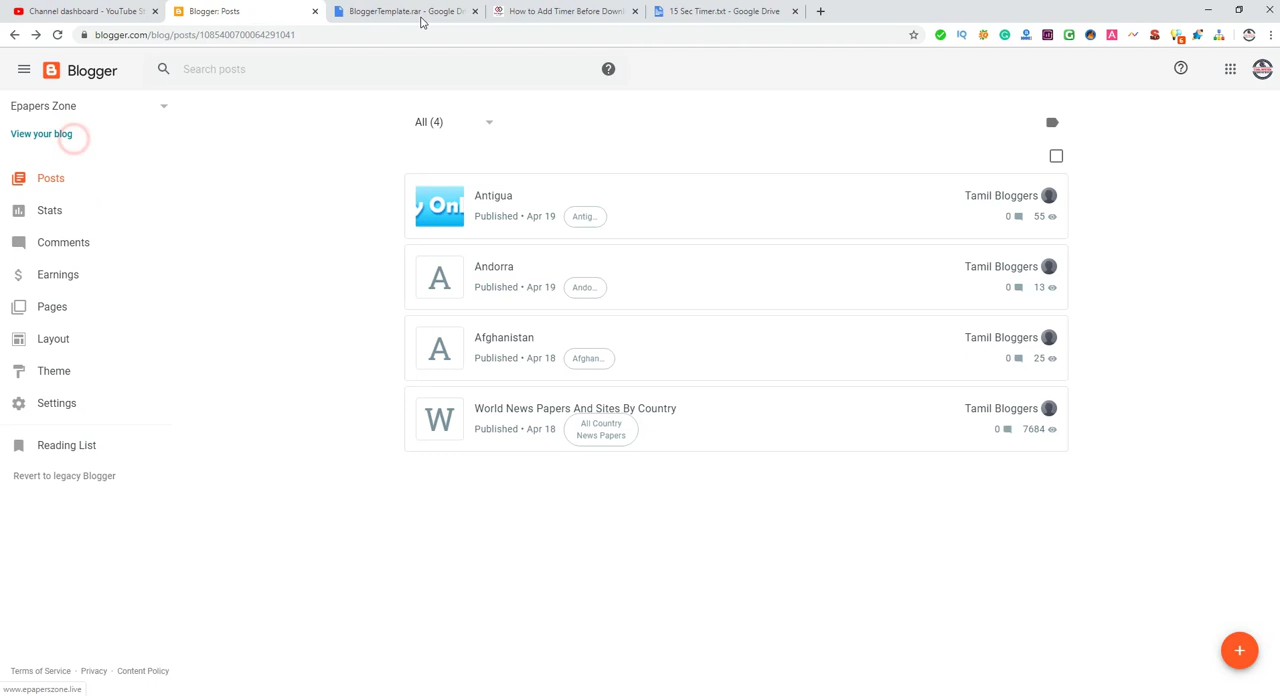 Channel dashboard - YouTube St
Blogger: Posts
BloggerTemplate.rar - Google Dr
How to Add Timer Before Downl
15 Sec Timer.txt - Google Drive
blogger.com/blog/posts/1085400700064291041
Blogger
Search posts
Epapers Zone
View your blog
Posts
Stats
Comments
Earnings
Pages
Layout
Theme
Settings
Reading List
Revert to legacy Blogger
All (4)
Antigua
Tamil Bloggers
Published • Apr 19
Antig...
0
55
A
Andorra
Tamil Bloggers
Published • Apr 19
Ando...
0
13
A
Afghanistan
Tamil Bloggers
Published • Apr 18
Afghan...
0
25
W
World News Papers And Sites By Country
Tamil Bloggers
Published • Apr 18
All Country
News Papers
0
7684
Terms of Service · Privacy · Content Policy
www.epaperszone.live